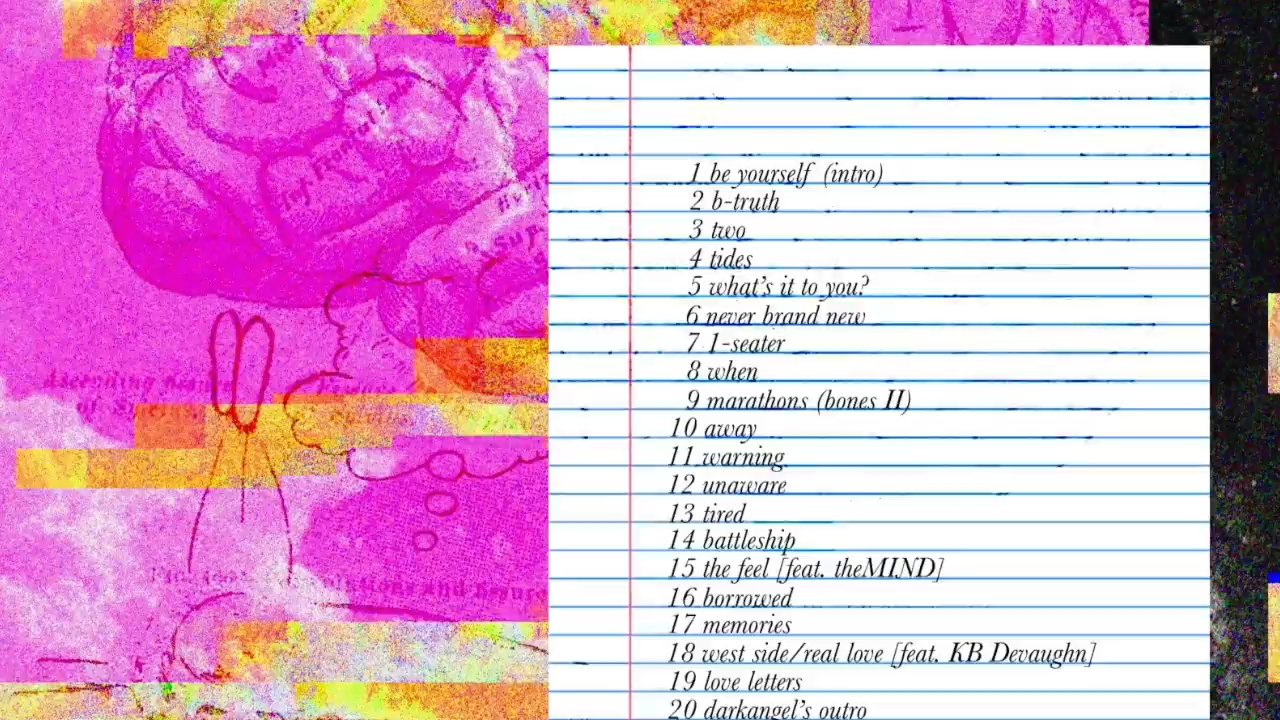 1 be yourself (intro)
2 b-truth
3 two
4 tides
5 what's it to you?
6 never brand new
7 1-seater
8 when
9 marathons (bones II)
10 away
11 warning
12 unaware
13 tired
14 battleship
15 the feel [feat. theMIND]
16 borrowed
17 memories
18 west side/real love [feat. KB Devaughn]
19 love letters
20 darkangel's outro